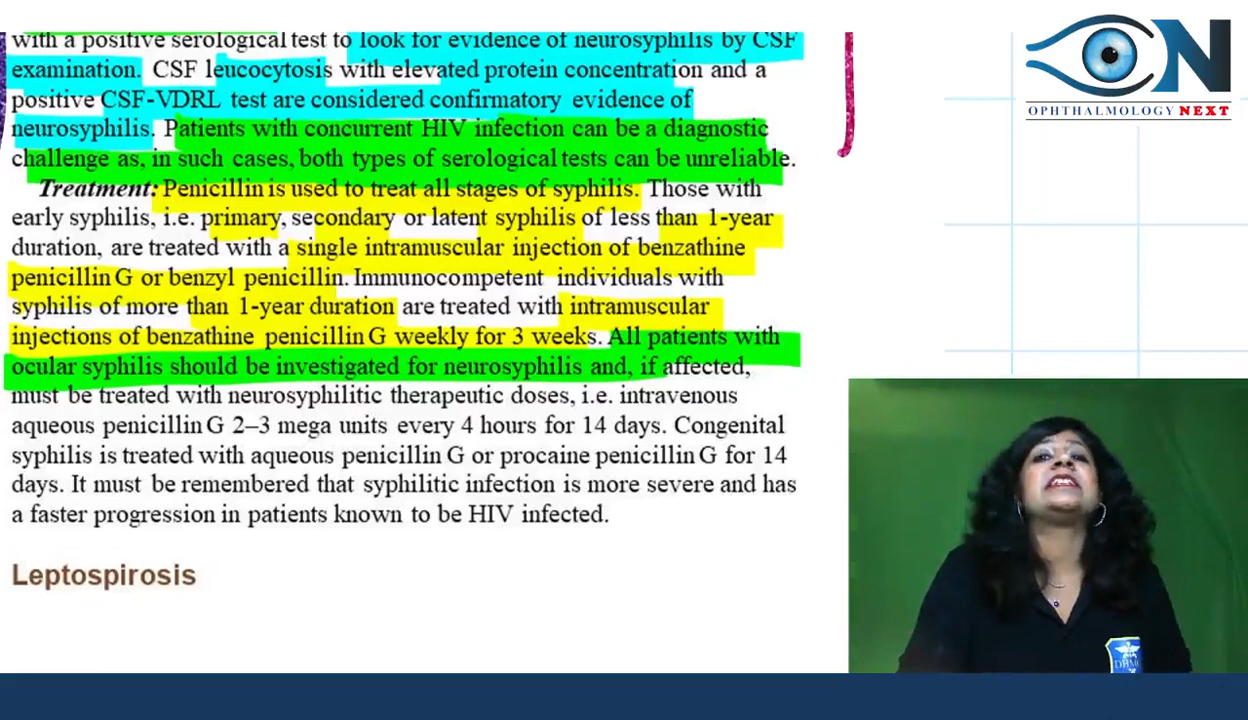 with a positive serological test to look for evidence of neurosyphilis by CSF
examination. CSF leucocytosis with elevated protein concentration and a
positive CSF-VDRL test are considered confirmatory evidence of
neurosyphilis. Patients with concurrent HIV infection can be a diagnostic
challenge as, in such cases, both types of serological tests can be unreliable.
Treatment: Penicillin is used to treat all stages of syphilis. Those with
early syphilis, i.e. primary, secondary or latent syphilis of less than 1-year
duration, are treated with a single intramuscular injection of benzathine
penicillin G or benzyl penicillin. Immunocompetent individuals with
syphilis of more than 1-year duration are treated with intramuscular
injections of benzathine penicillin G weekly for 3 weeks. All patients with
ocular syphilis should be investigated for neurosyphilis and, if affected,
must be treated with neurosyphilitic therapeutic doses, i.e. intravenous
aqueous penicillin G 2–3 mega units every 4 hours for 14 days. Congenital
syphilis is treated with aqueous penicillin G or procaine penicillin G for 14
days. It must be remembered that syphilitic infection is more severe and has
a faster progression in patients known to be HIV infected.
Leptospirosis
ON
OPHTHALMOLOGY NEXT